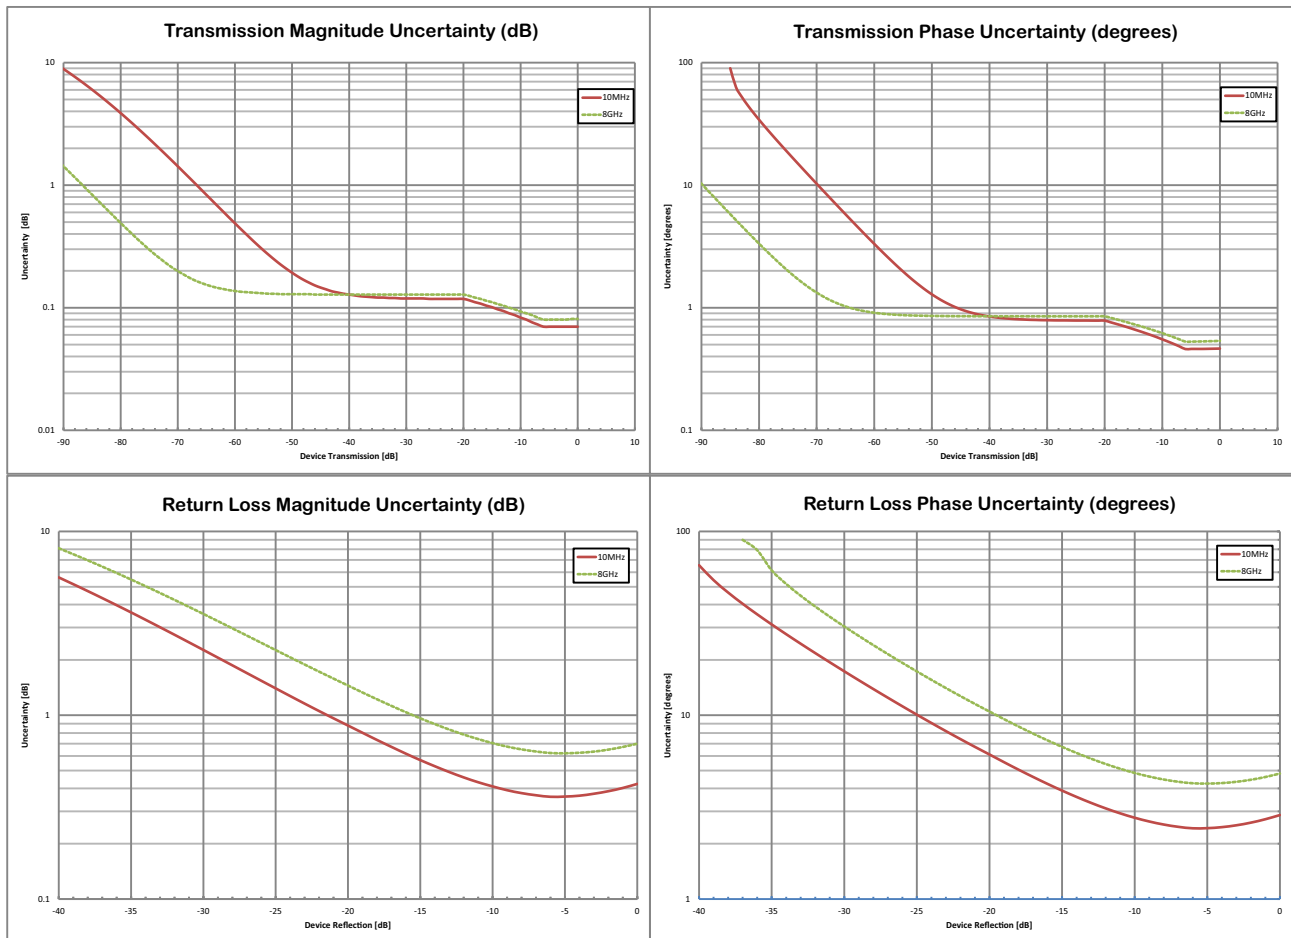 Transmission Magnitude Uncertainty (dB)
10
1
0.1
0.01
Uncertainty [dB]
10MHz
8GHz
-90 -80 -70 -60 -50 -40 -30 -20 -10 0 10
Device Transmission [dB]
Transmission Phase Uncertainty (degrees)
100
10
1
0.1
Uncertainty [degrees]
10MHz
8GHz
-90 -80 -70 -60 -50 -40 -30 -20 -10 0 10
Device Transmission [dB]
Return Loss Magnitude Uncertainty (dB)
10
1
0.1
Uncertainty [dB]
10MHz
8GHz
-40 -35 -30 -25 -20 -15 -10 -5 0
Device Reflection [dB]
Return Loss Phase Uncertainty (degrees)
100
10
1
Uncertainty [degrees]
10MHz
8GHz
-40 -35 -30 -25 -20 -15 -10 -5 0
Device Reflection [dB]